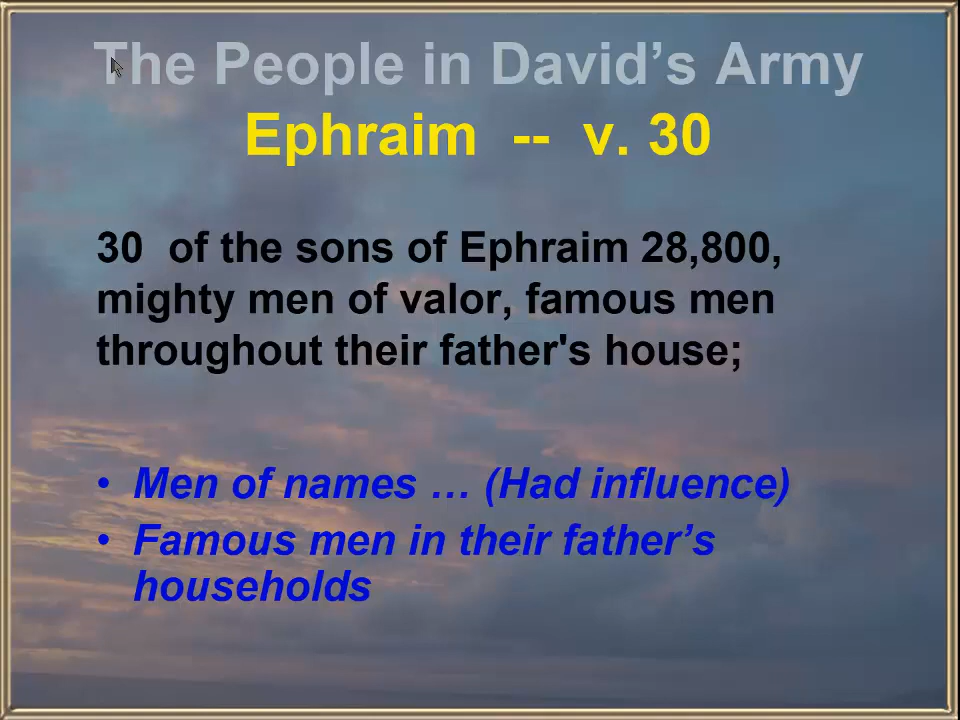 The People in David’s Army
Ephraim -- v. 30
30 of the sons of Ephraim 28,800,
mighty men of valor, famous men
throughout their father's house;
• Men of names … (Had influence)
• Famous men in their father’s
households